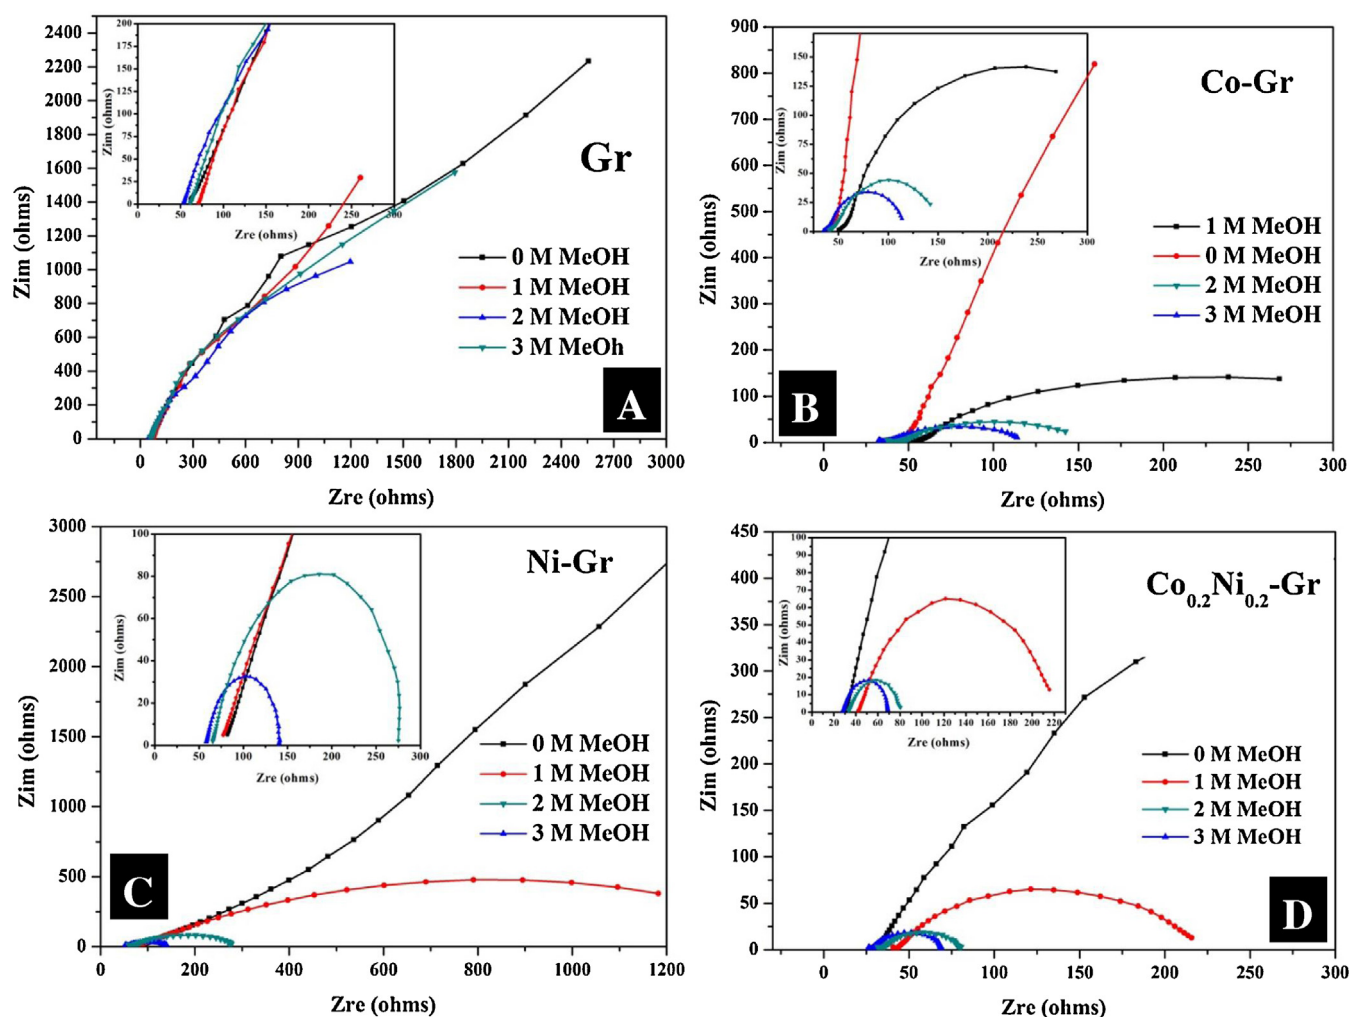 2400
2200
2000
1800
1600
1400
1200
1000
800
600
400
200
0
Zim (ohms)
200
175
150
125
100
75
50
25
0
Zim (ohms)
0 50 100 150 200 250 300
Zre (ohms)
Gr
0 M MeOH
1 M MeOH
2 M McOH
3 M MeOh
A
0 300 600 900 1200 1500 1800 2100 2400 2700 3000
Zre (ohms)
900
800
700
600
500
400
300
200
150
100
50
0
Zim (ohms)
150
125
100
75
50
25
0
Zim (ohms)
50 100 150 200 250 300
Zre (ohms)
Co-Gr
1 M MeOH
0 M MeOH
2 M MeOH
3 M MeOH
B
0 50 100 150 200 250 300
Zre (ohms)
3000
2500
2000
1500
1000
500
0
Zim (ohms)
100
80
60
40
20
0
Zim (ohms)
0 50 100 150 200 250 300
Zre (ohms)
Ni-Gr
0 M MeOH
1 M MeOH
2 M MeOH
3 M MeOH
C
0 200 400 600 800 1000 1200
Zre (ohms)
450
400
350
300
250
200
150
100
50
0
Zim (ohms)
100
90
80
70
60
50
40
30
20
10
0
Zim (ohms)
0 20 40 60 80 100 120 140 160 180 200 220
Zre (ohms)
Co0.2Ni0.2-Gr
0 M MeOH
1 M MeOH
2 M MeOH
3 M MeOH
D
0 50 100 150 200 250 300
Zre (ohms)